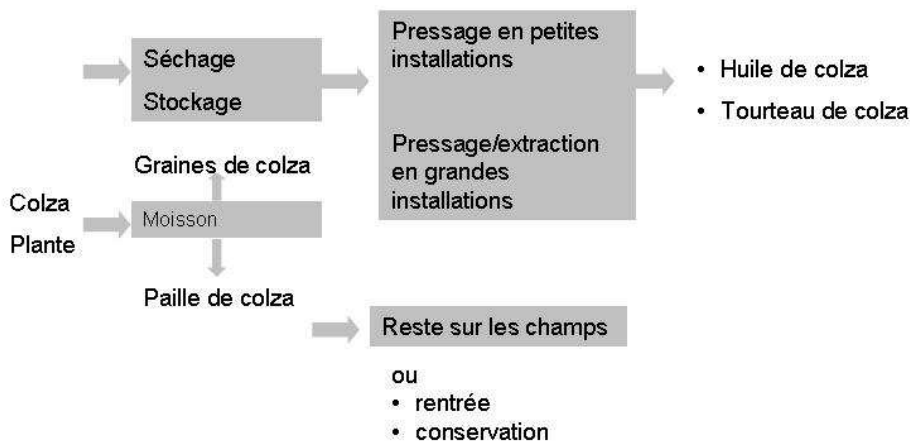 Séchage
Stockage
Pressage en petites
installations
Pressage/extraction
en grandes
installations
• Huile de colza
• Tourteau de colza
Graines de colza
Colza
Plante
Moisson
Paille de colza
Reste sur les champs
ou
• rentrée
• conservation